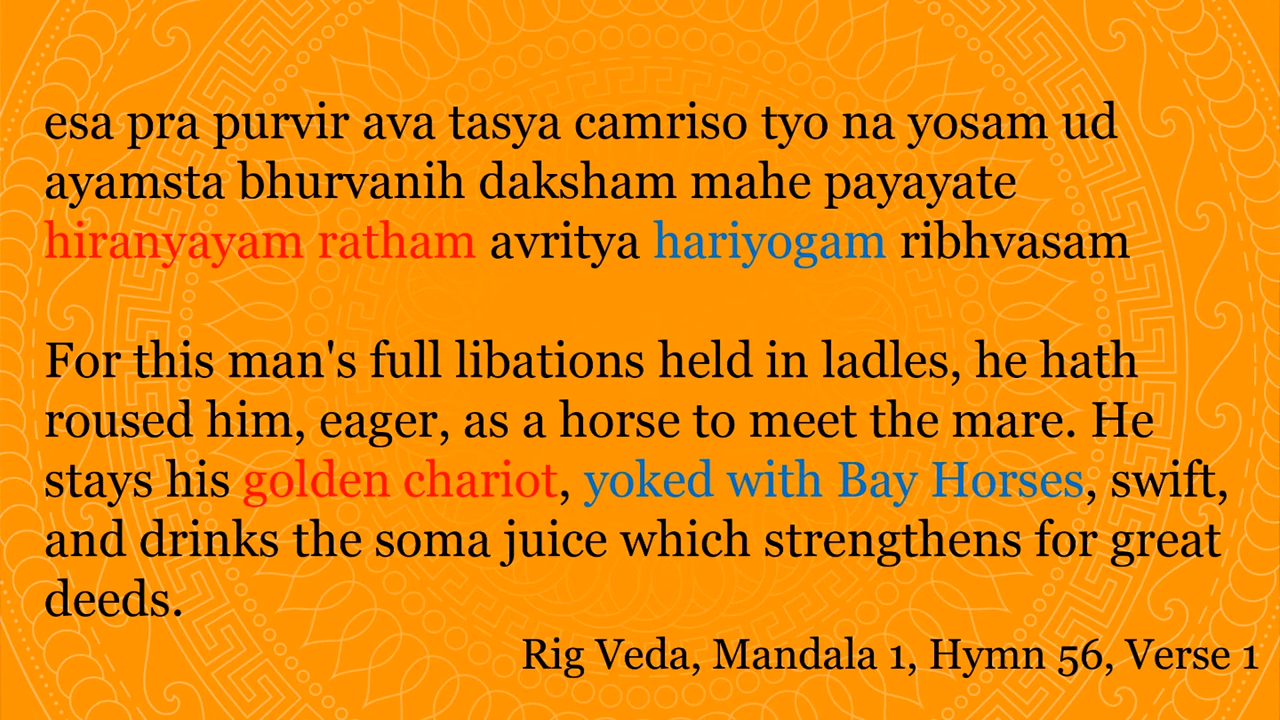 esa pra purvir ava tasya camriso tyo na yosam ud
ayamsta bhurvanih daksham mahe payayate
hiranyayam ratham avritya hariyogam ribhvasam
For this man's full libations held in ladles, he hath
roused him, eager, as a horse to meet the mare. He
stays his golden chariot, yoked with Bay Horses, swift,
and drinks the soma juice which strengthens for great
deeds.
Rig Veda, Mandala 1, Hymn 56, Verse 1